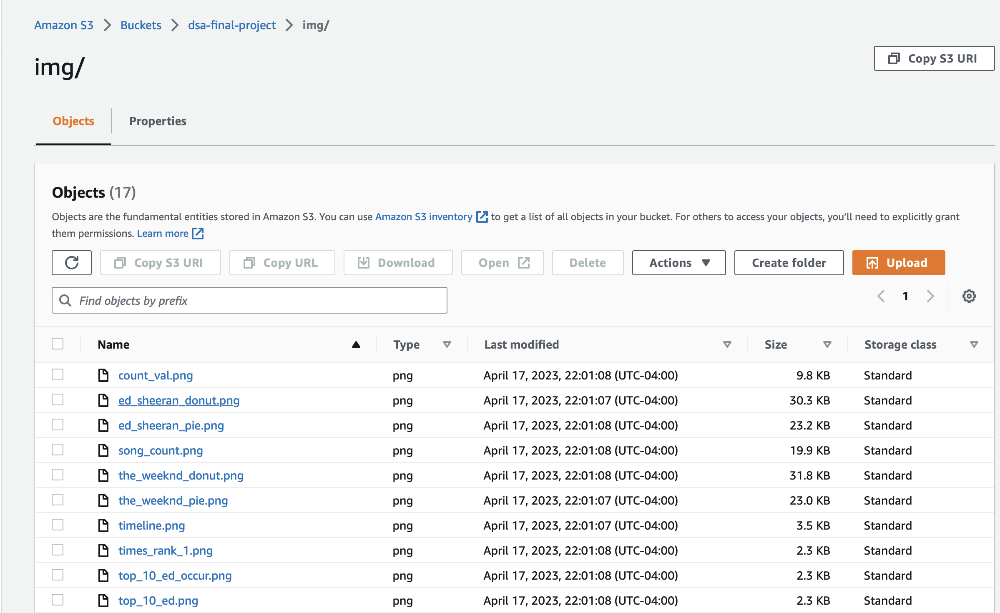 Amazon S3 Buckets dsa-final-project img/
img/
Copy S3 URI
Objects Properties
Objects (17)
Objects are the fundamental entities stored in Amazon S3. You can use Amazon S3 inventory to get a list of all objects in your bucket. For others to access your objects, you'll need to explicitly grant
them permissions. Learn more
Copy S3 URI Copy URL Download Open Delete Actions Create folder Upload
Find objects by prefix 1
Name Type Last modified Size Storage class
count_val.png png April 17, 2023, 22:01:08 (UTC-04:00) 9.8 KB Standard
ed_sheeran_donut.png png April 17, 2023, 22:01:07 (UTC-04:00) 30.3 KB Standard
ed_sheeran_pie.png png April 17, 2023, 22:01:08 (UTC-04:00) 23.2 KB Standard
song_count.png png April 17, 2023, 22:01:08 (UTC-04:00) 19.9 KB Standard
the_weeknd_donut.png png April 17, 2023, 22:01:08 (UTC-04:00) 31.8 KB Standard
the_weeknd_pie.png png April 17, 2023, 22:01:07 (UTC-04:00) 23.0 KB Standard
timeline.png png April 17, 2023, 22:01:07 (UTC-04:00) 3.5 KB Standard
times_rank_1.png png April 17, 2023, 22:01:08 (UTC-04:00) 2.3 KB Standard
top_10_ed_occur.png png April 17, 2023, 22:01:08 (UTC-04:00) 2.3 KB Standard
top_10_ed.png png April 17, 2023, 22:01:08 (UTC-04:00) 2.3 KB Standard